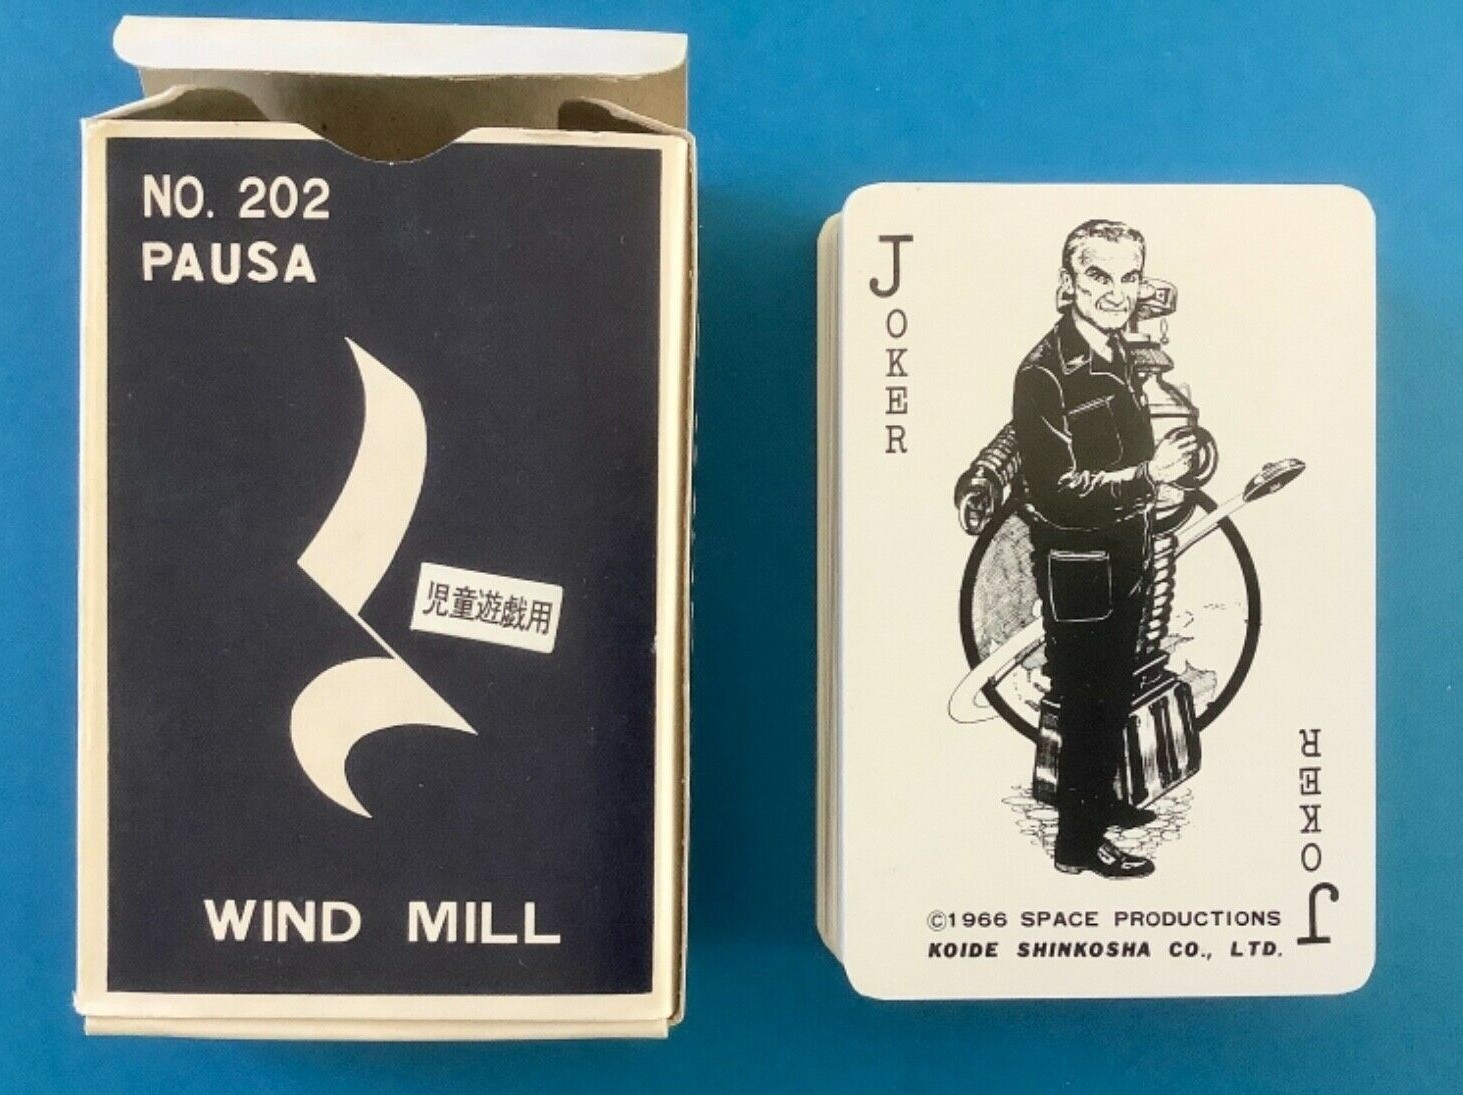 NO. 202
PAUSA
児童遊戯用
WIND MILL
JOKER
©1966 SPACE PRODUCTIONS
KOIDE SHINKOSHA CO., LTD.
JOKER